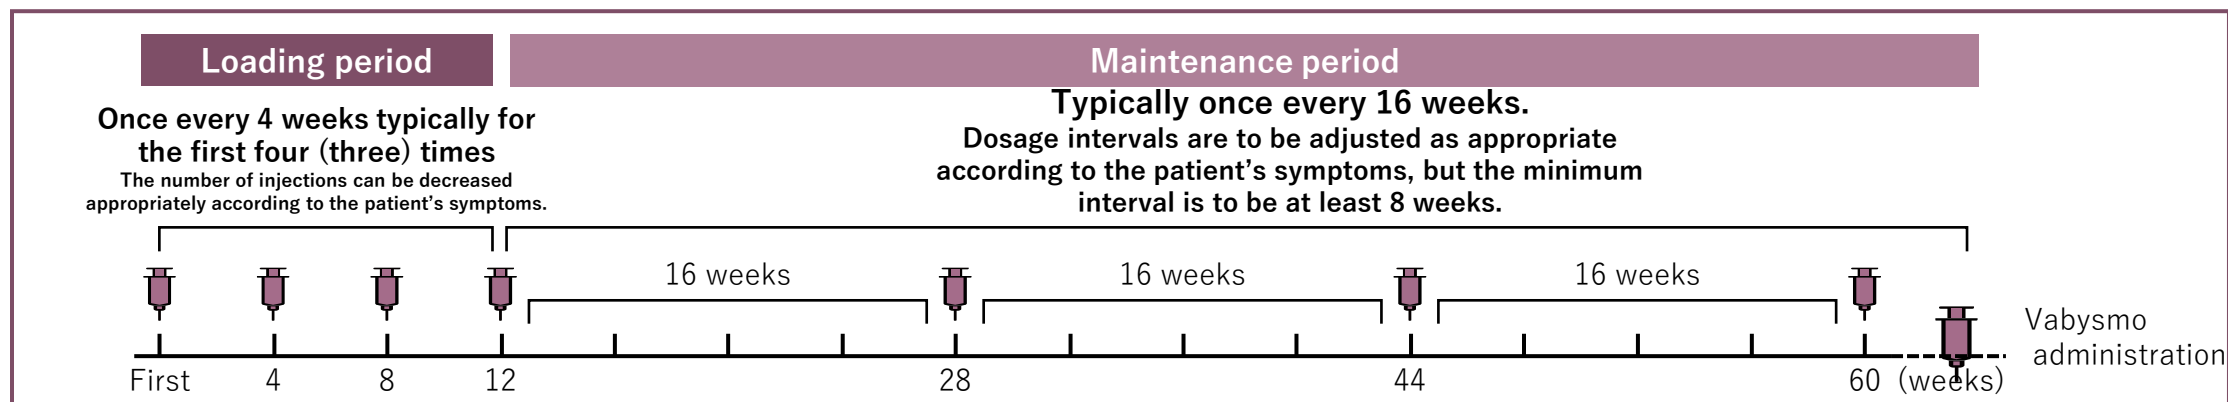 Loading period
Maintenance period
Once every 4 weeks typically for
the first four (three) times
The number of injections can be decreased
appropriately according to the patient's symptoms.
Typically once every 16 weeks.
Dosage intervals are to be adjusted as appropriate
according to the patient's symptoms, but the minimum
interval is to be at least 8 weeks.
16 weeks
16 weeks
16 weeks
Vabysmo
administration
First 4 8 12 28 44 60 (weeks)